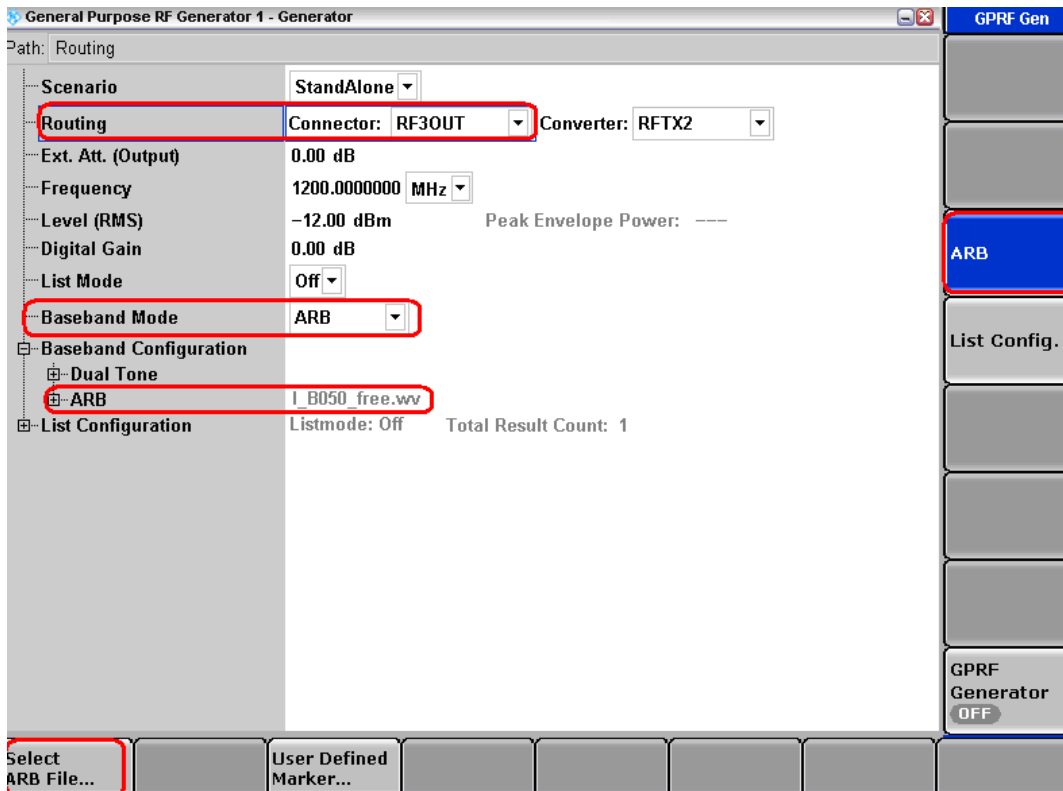 General Purpose RF Generator 1 - Generator
GPRF Gen
Path: Routing
Scenario StandAlone
Routing Connector: RF3OUT Converter: RFTX2
Ext. Att. (Output) 0.00 dB
Frequency 1200.0000000 MHz
Level (RMS) −12.00 dBm Peak Envelope Power: −−−
Digital Gain 0.00 dB
ARB
List Mode Off
Baseband Mode ARB
List Config.
Baseband Configuration
Dual Tone
ARB I_B050_free.wv
List Configuration Listmode: Off Total Result Count: 1
GPRF
Generator
OFF
Select
ARB File...
User Defined
Marker...